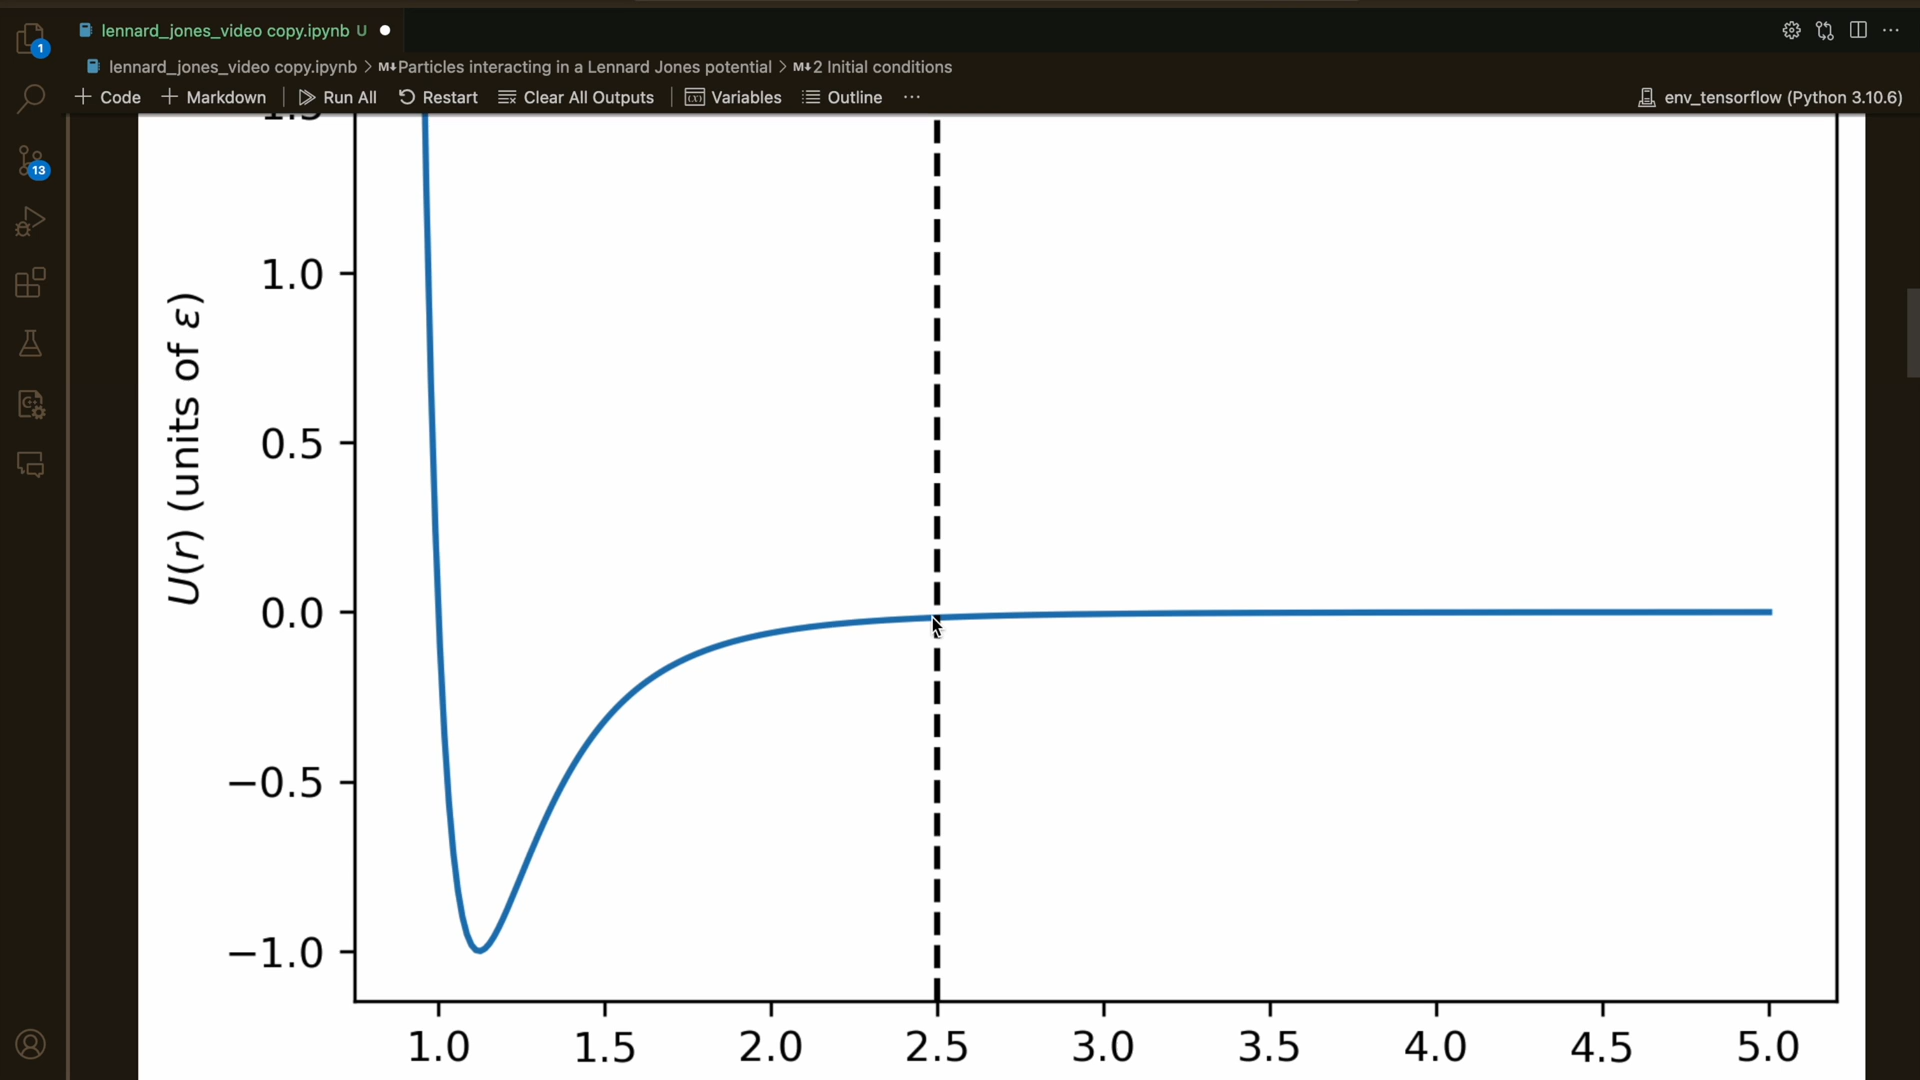 lennard_jones_video copy.ipynb U
1
lennard_jones_video copy.ipynb > M↓Particles interacting in a Lennard Jones potential > M↓2 Initial conditions
+ Code + Markdown Run All Restart Clear All Outputs Variables Outline ··· env_tensorflow (Python 3.10.6)
13
1.5
1.0
0.5
0.0
−0.5
−1.0
U(r) (units of ε)
1.0 1.5 2.0 2.5 3.0 3.5 4.0 4.5 5.0